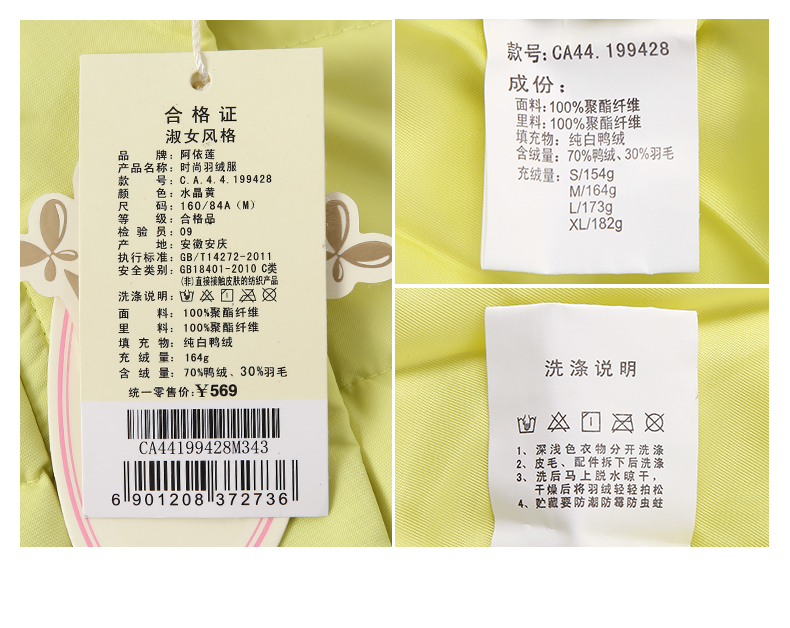 合格证
淑女风格
品牌：阿依莲
产品名称：时尚羽绒服
款号：C.A.4.4.199428
颜色：水晶黄
尺码：160/84A（M）
等级：合格品
检验员：09
产地：安徽安庆
执行标准：GB/T14272-2011
安全类别：GB18401-2010 C类
(非)直接接触皮肤的纺织产品
洗涤说明：
面料：100%聚酯纤维
里料：100%聚酯纤维
填充物：纯白鸭绒
充绒量：164g
含绒量：70%鸭绒、30%羽毛
统一零售价:￥569
CA44199428M343
6 901208 372736
款号:CA44.199428
成份：
面料:100%聚酯纤维
里料:100%聚酯纤维
填充物：纯白鸭绒
含绒量：70%鸭绒、30%羽毛
充绒量：S/154g
M/164g
L/173g
XL/182g
洗涤说明
1、深浅色衣物分开洗涤
2、皮毛、配件拆下后洗涤
3、洗后马上脱水晾干，
干燥后将羽绒轻轻拍松
4、贮藏要防潮防霉防虫蛀